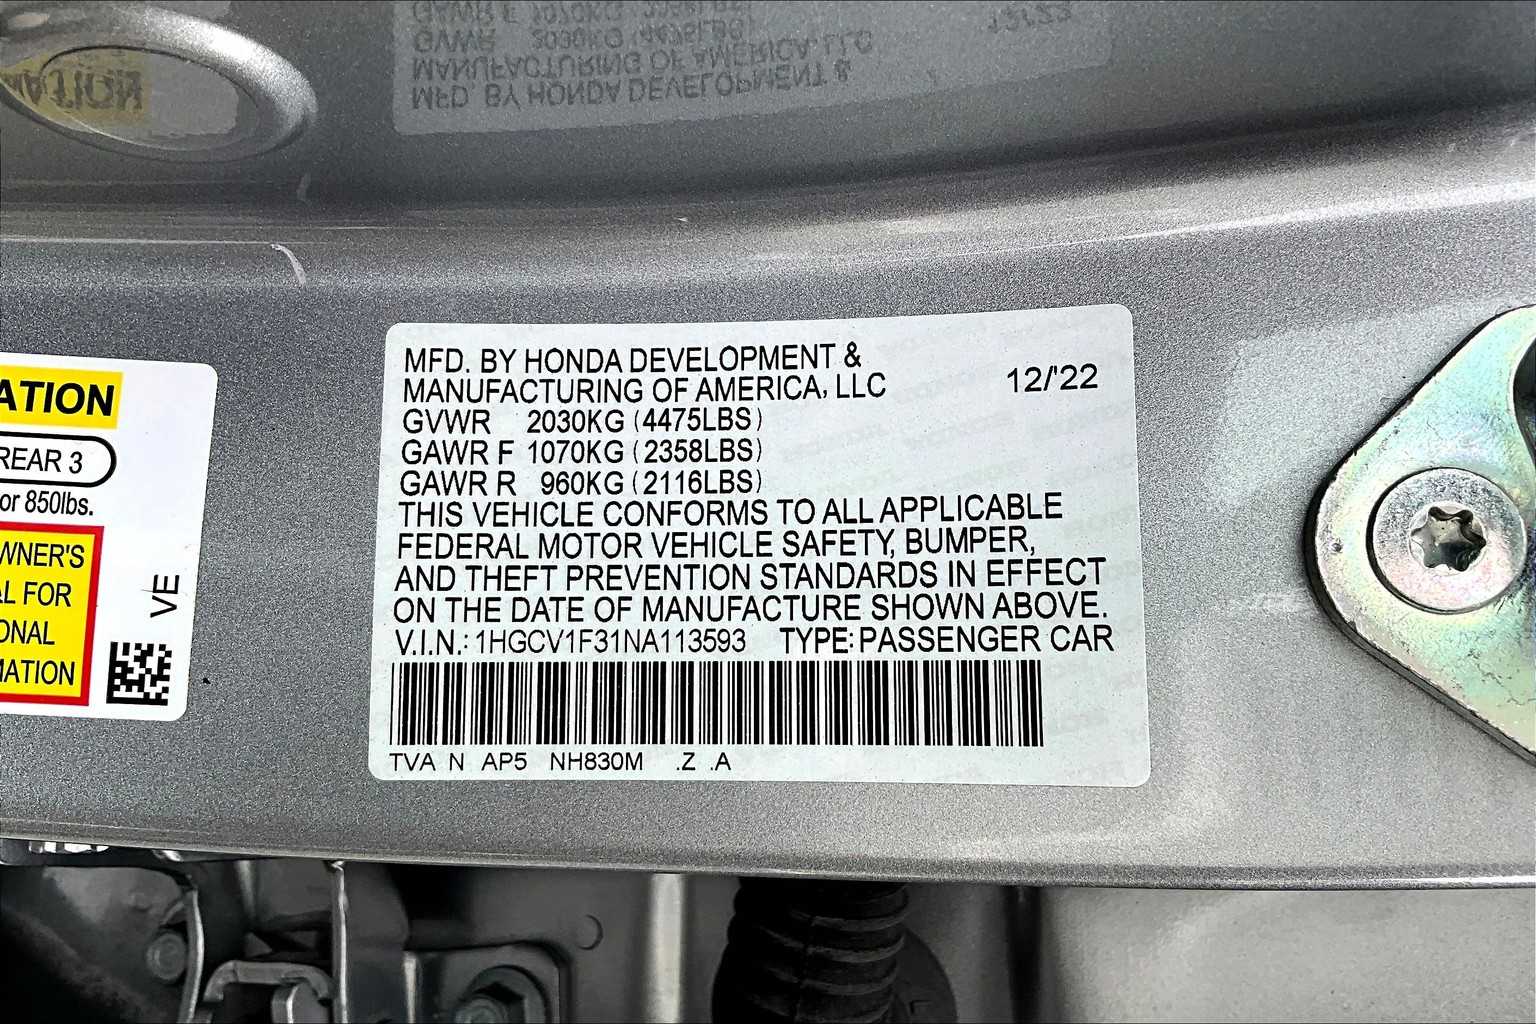 MFD. BY HONDA DEVELOPMENT &
MANUFACTURING OF AMERICA, LLC
12/'22
GVWR 2030KG (4475LBS)
GAWR F 1070KG (2358LBS)
GAWR R 960KG (2116LBS)
THIS VEHICLE CONFORMS TO ALL APPLICABLE
FEDERAL MOTOR VEHICLE SAFETY, BUMPER,
AND THEFT PREVENTION STANDARDS IN EFFECT
ON THE DATE OF MANUFACTURE SHOWN ABOVE.
V.I.N.: 1HGCV1F31NA113593 TYPE: PASSENGER CAR
TVA N AP5 NH830M .Z .A
ATION
REAR 3
or 850lbs.
WNER'S
AL FOR
ONAL
MATION
VE